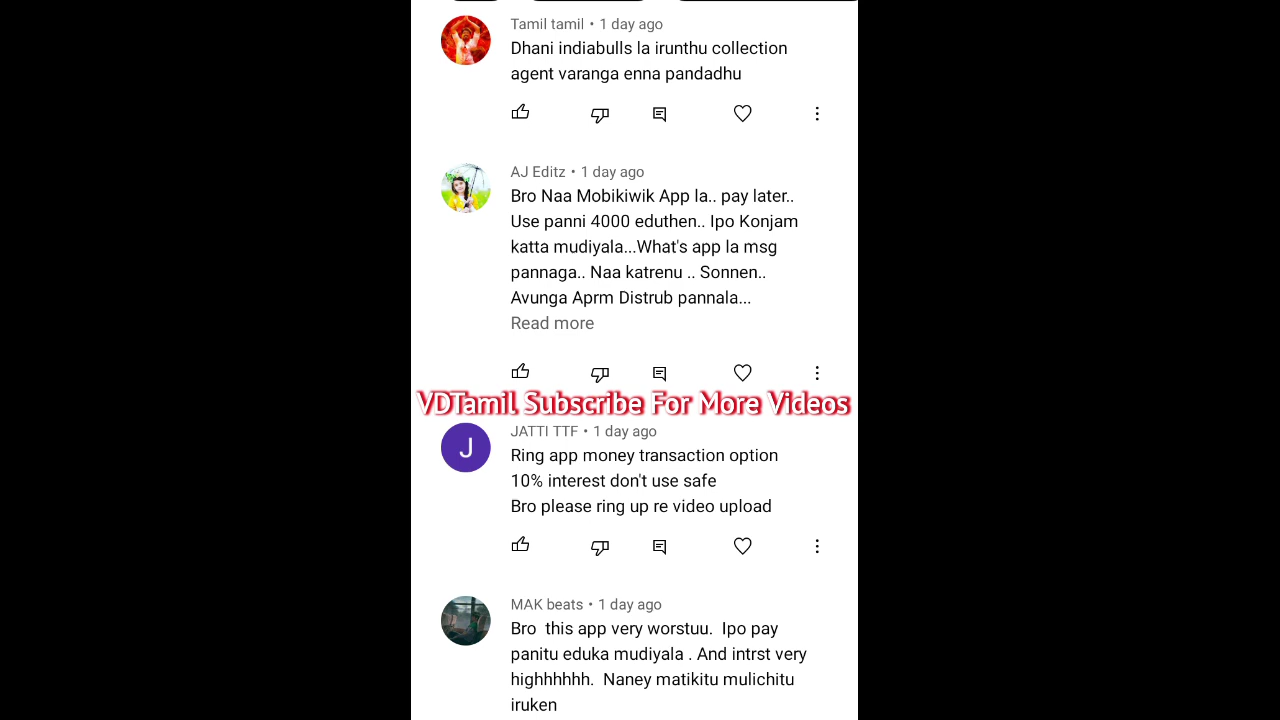 Tamil tamil • 1 day ago
Dhani indiabulls la irunthu collection
agent varanga enna pandadhu
AJ Editz • 1 day ago
Bro Naa Mobikiwik App la.. pay later..
Use panni 4000 eduthen.. Ipo Konjam
katta mudiyala...What's app la msg
pannaga.. Naa katrenu .. Sonnen..
Avunga Aprm Distrub pannala...
Read more
VDTamil Subscribe For More Videos
J
JATTI TTF • 1 day ago
Ring app money transaction option
10% interest don't use safe
Bro please ring up re video upload
MAK beats • 1 day ago
Bro  this app very worstuu.  Ipo pay
panitu eduka mudiyala . And intrst very
highhhhhh.  Naney matikitu mulichitu
iruken